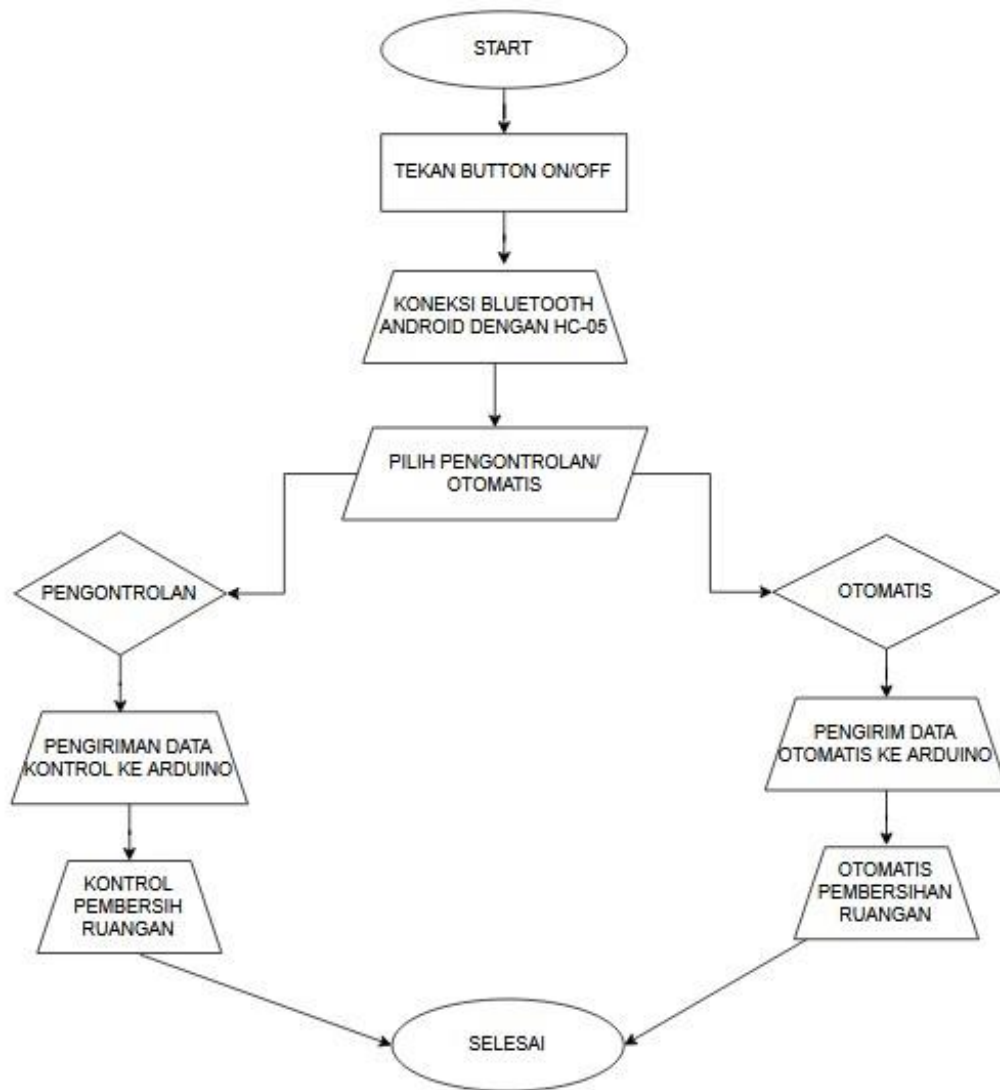 START
TEKAN BUTTON ON/OFF
KONEKSI BLUETOOTH
ANDROID DENGAN HC-05
PILIH PENGONTROLAN/
OTOMATIS
PENGONTROLAN
OTOMATIS
PENGIRIMAN DATA
KONTROL KE ARDUINO
PENGIRIM DATA
OTOMATIS KE ARDUINO
KONTROL
PEMBERSIH
RUANGAN
OTOMATIS
PEMBERSIHAN
RUANGAN
SELESAI